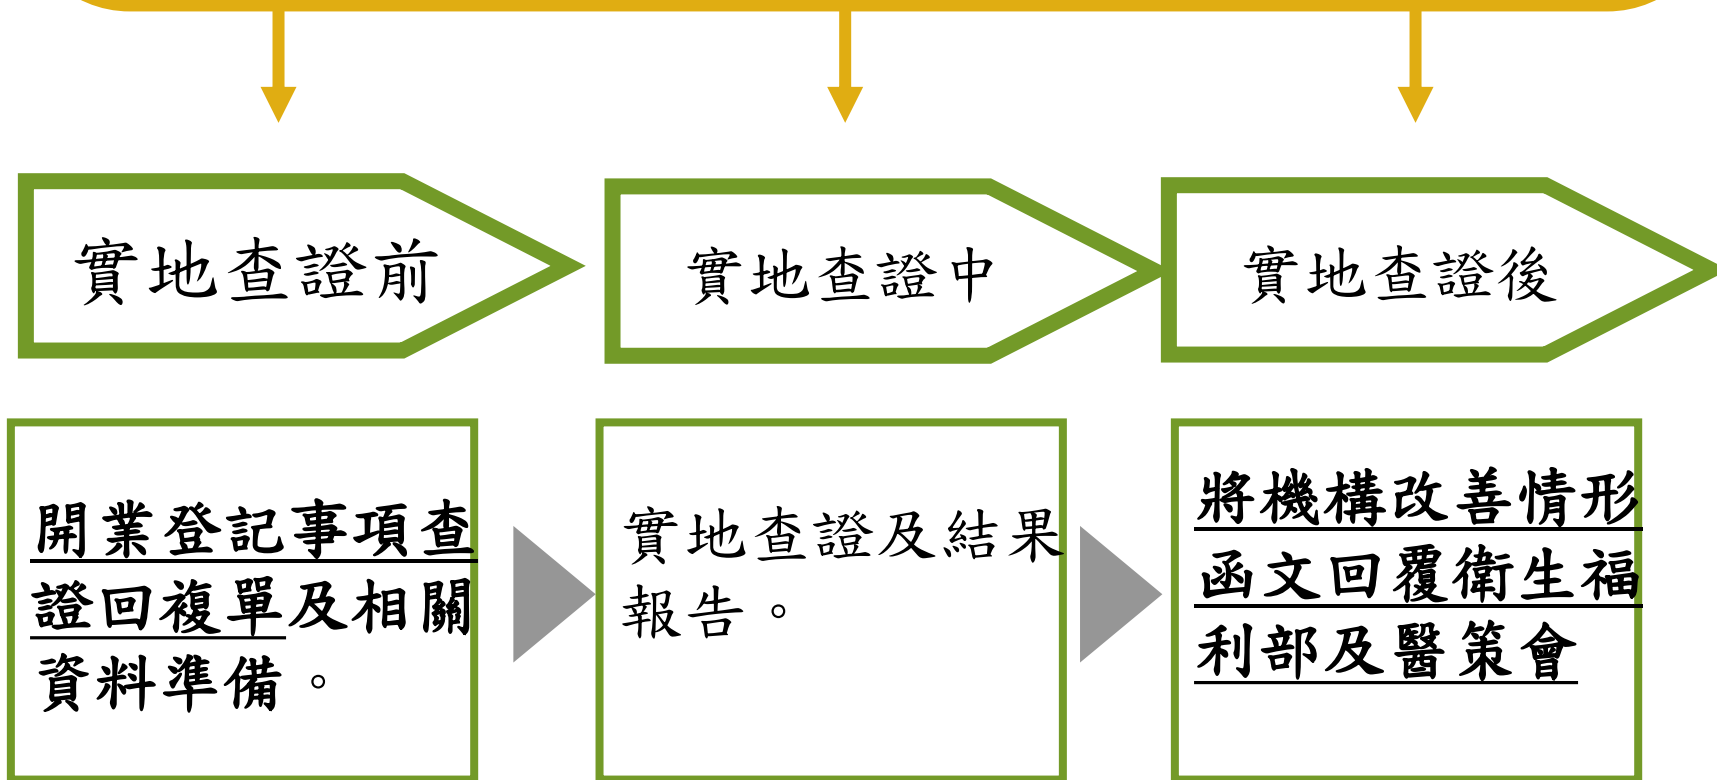 實地查證前
實地查證中
實地查證後
開業登記事項查
證回複單及相關
資料準備。
實地查證及結果
報告。
將機構改善情形
函文回覆衛生福
利部及醫策會